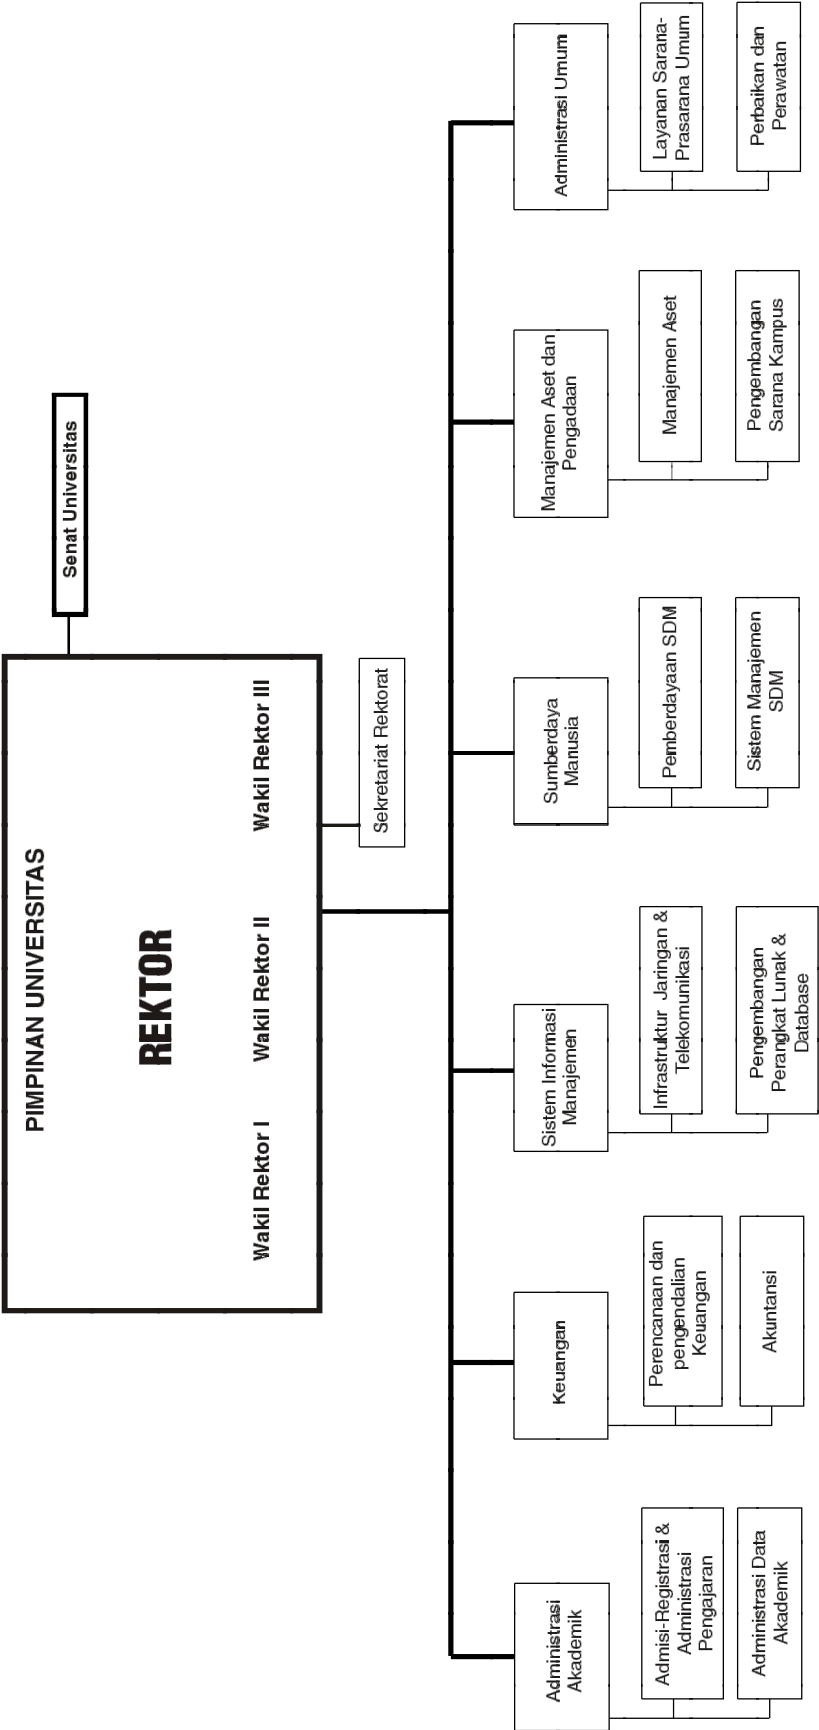 Senat Universitas
PIMPINAN UNIVERSITAS
REKTOR
Wakil Rektor I
Wakil Rektor II
Wakil Rektor III
Sekretariat Rektorat
Administrasi
Akademik
Admisi-Registrasi &
Administrasi
Pengajaran
Administrasi Data
Akademik
Keuangan
Perencanaan dan
pengendalian
Keuangan
Akuntansi
Sistem Informasi
Manajemen
Infrastruktur Jaringan &
Telekomunikasi
Pengembangan
Perangkat Lunak &
Database
Sumberdaya
Manusia
Pemberdayaan SDM
Sistem Manajemen
SDM
Manajemen Aset dan
Pengadaan
Manajemen Aset
Pengembangan
Sarana Kampus
Administrasi Umum
Layanan Sarana-
Prasarana Umum
Perbaikan dan
Perawatan